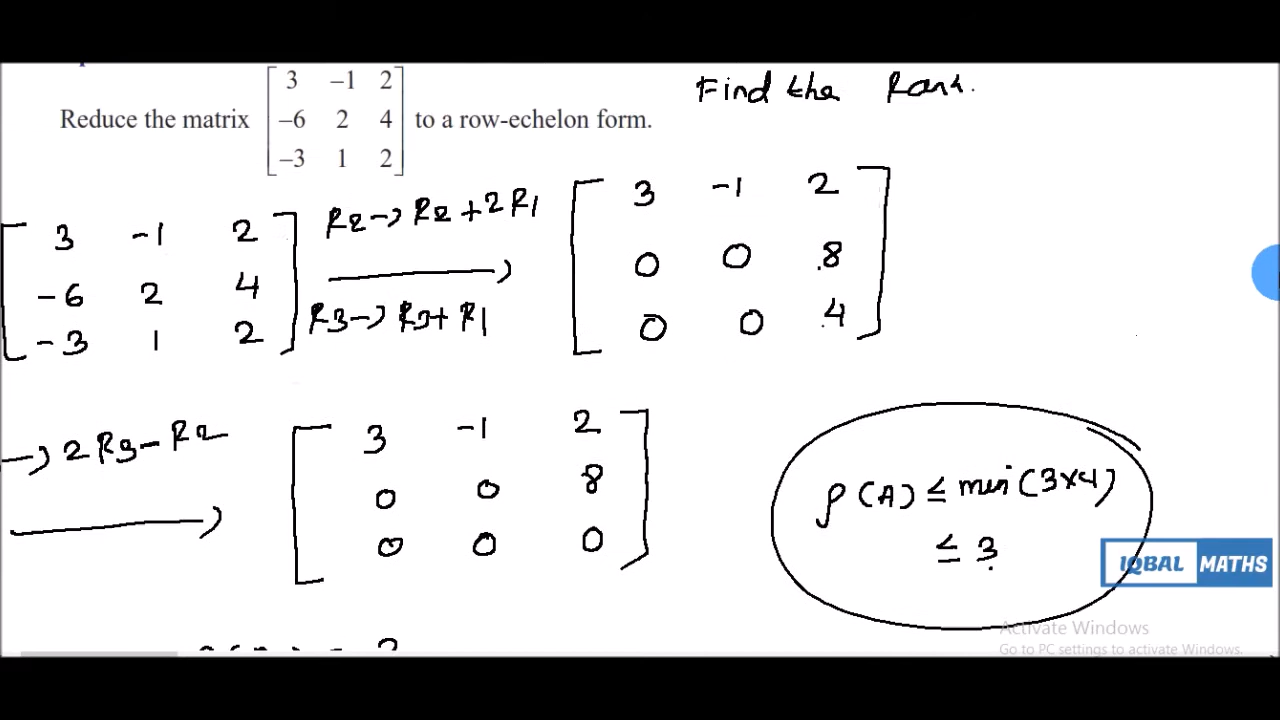 Find the Rank.
Reduce the matrix [3 –1 2
–6 2 4
–3 1 2] to a row-echelon form.
[3 -1 2
-6 2 4
-3 1 2]
R2→R2+2R1
R3→R3+R1
[3 -1 2
0 0 8
0 0 4]
→2R3-R2
[3 -1 2
0 0 8
0 0 0]
ρ(A) ≤ min(3×4)
≤ 3
IQBAL MATHS
Activate Windows
Go to PC settings to activate Windows.